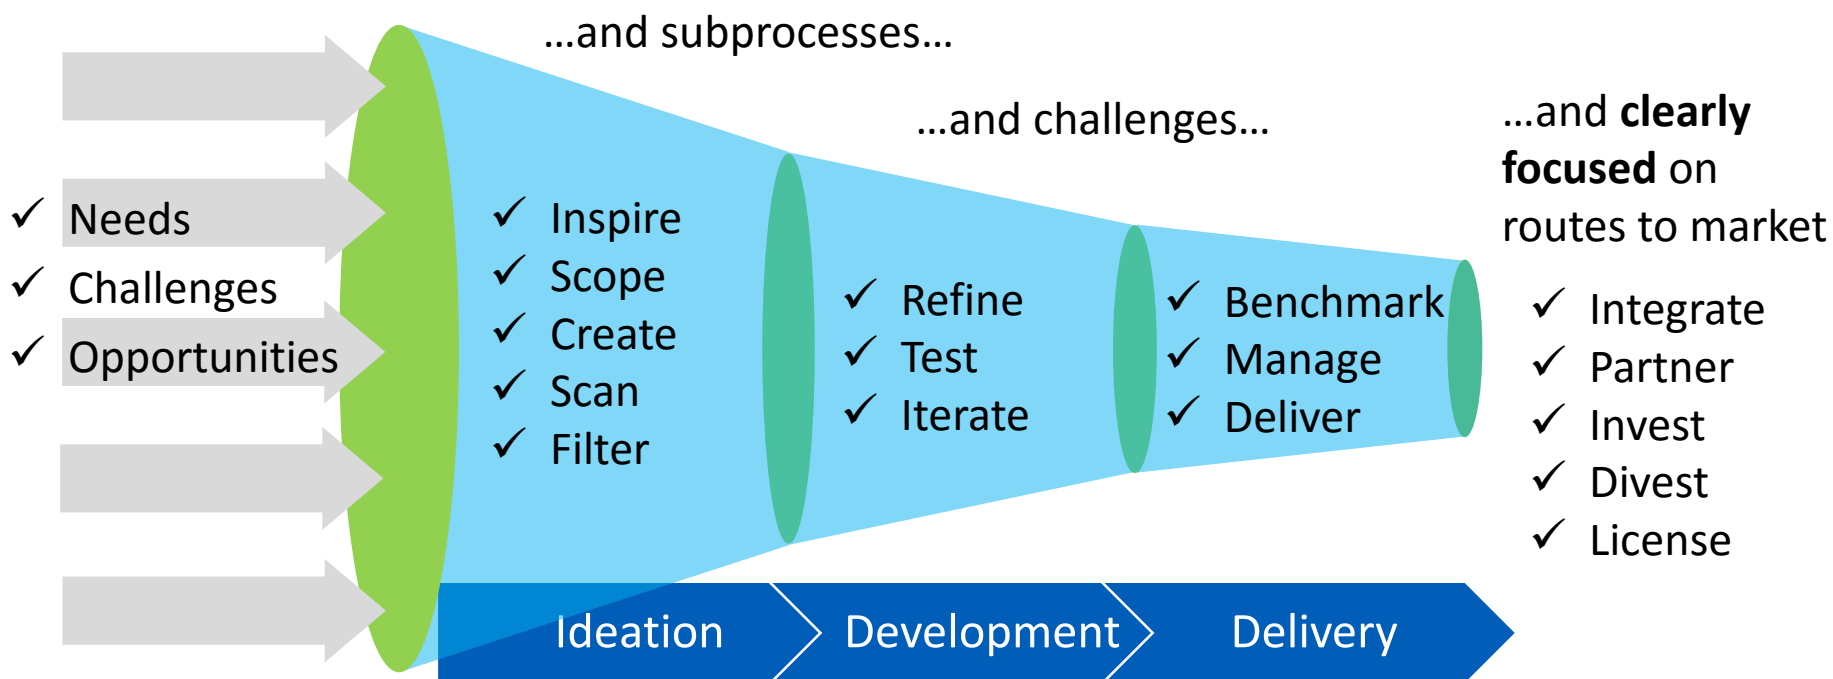 …and subprocesses…
…and challenges…
…and clearly
focused on
routes to market
✓ Needs
✓ Challenges
✓ Opportunities
✓ Inspire
✓ Scope
✓ Create
✓ Scan
✓ Filter
✓ Refine
✓ Test
✓ Iterate
✓ Benchmark
✓ Manage
✓ Deliver
✓ Integrate
✓ Partner
✓ Invest
✓ Divest
✓ License
Ideation
Development
Delivery